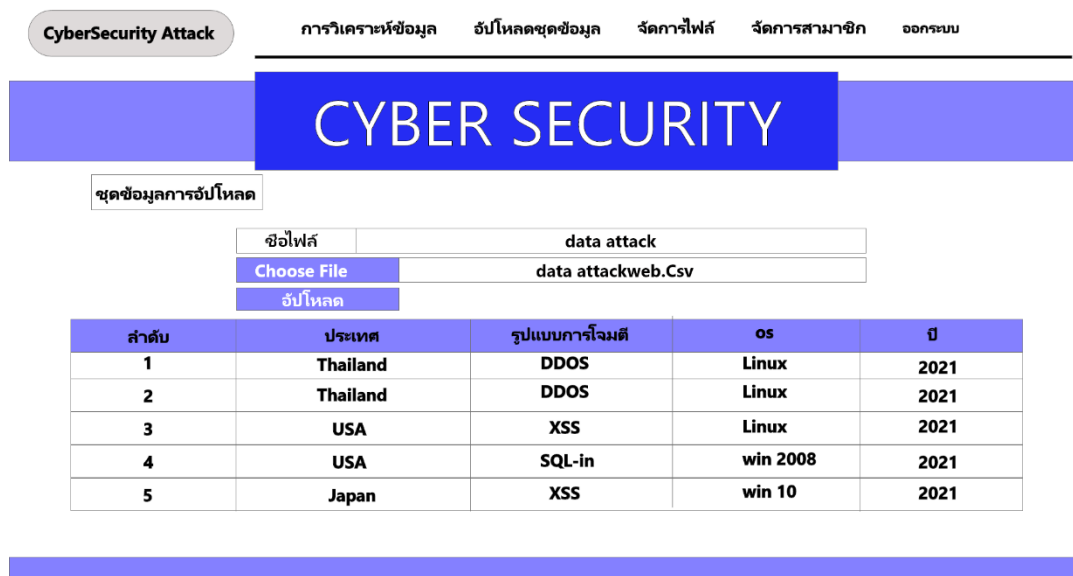 CyberSecurity Attack การวิเคราะห์ข้อมูล อัปโหลดชุดข้อมูล จัดการไฟล์ จัดการสามาชิก ออกระบบ
CYBER SECURITY
ชุดข้อมูลการอัปโหลด
ชือไฟล์ data attack
Choose File data attackweb.Csv
อัปโหลด
ลำดับ ประเทศ รูปแบบการโจมตี os ปี
1 Thailand DDOS Linux 2021
2 Thailand DDOS Linux 2021
3 USA XSS Linux 2021
4 USA SQL-in win 2008 2021
5 Japan XSS win 10 2021